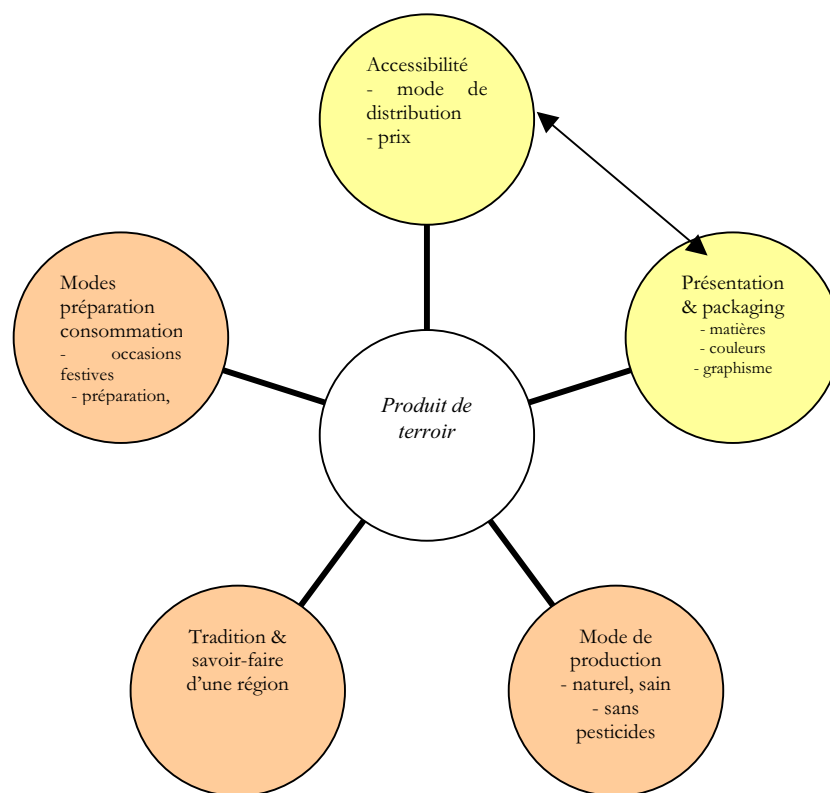 Accessibilité
- mode de
distribution
- prix
Modes
préparation
consommation
- occasions
festives
- préparation,
Présentation
& packaging
- matières
- couleurs
- graphisme
Produit de
terroir
Tradition &
savoir-faire
d’une région
Mode de
production
- naturel, sain
- sans
pesticides